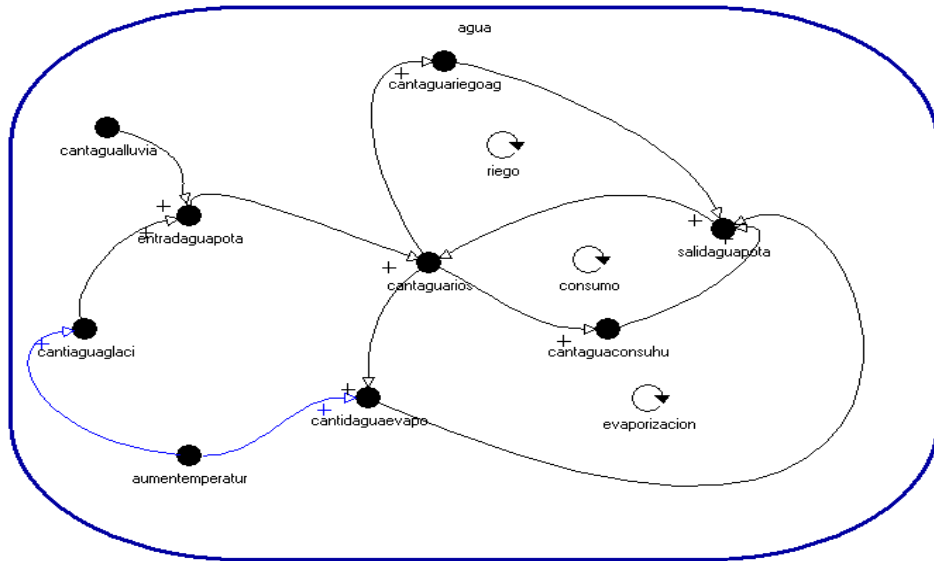 agua
+
cantaguariegoag
cantagualluvia
riego
+
entradaguapota
+
+
salidaguapota
+
+
cantaguarios
consumo
cantiaguaglaci
+
cantaguaconsuhu
+
cantidaguaevapo
+
+
evaporizacion
aumentemperatur